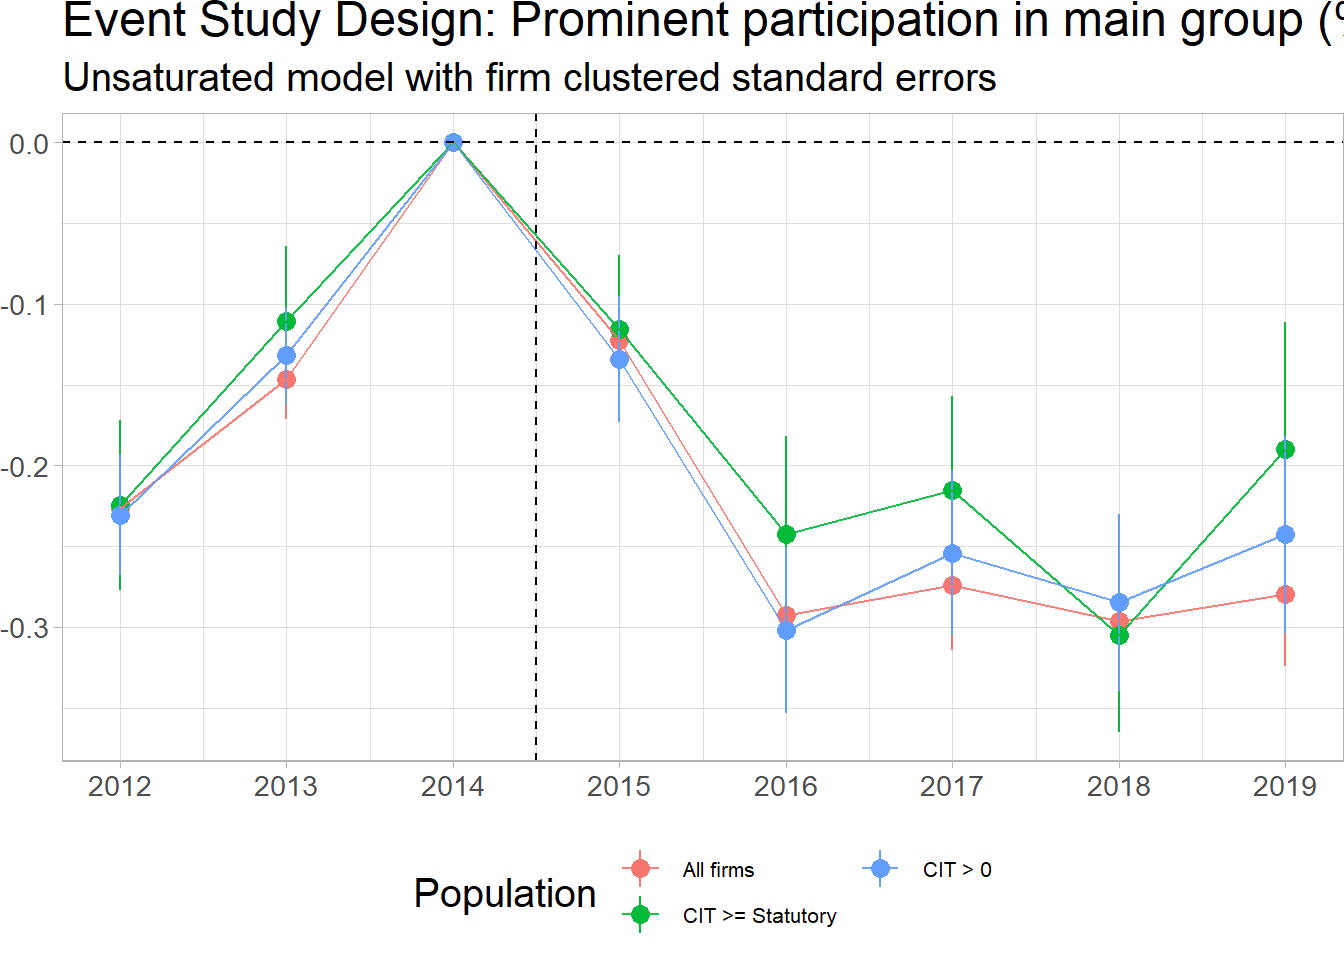 Event Study Design: Prominent participation in main group (
Unsaturated model with firm clustered standard errors
0.0
-0.1
-0.2
-0.3
2012 2013 2014 2015 2016 2017 2018 2019
Population
All firms
CIT > 0
CIT >= Statutory